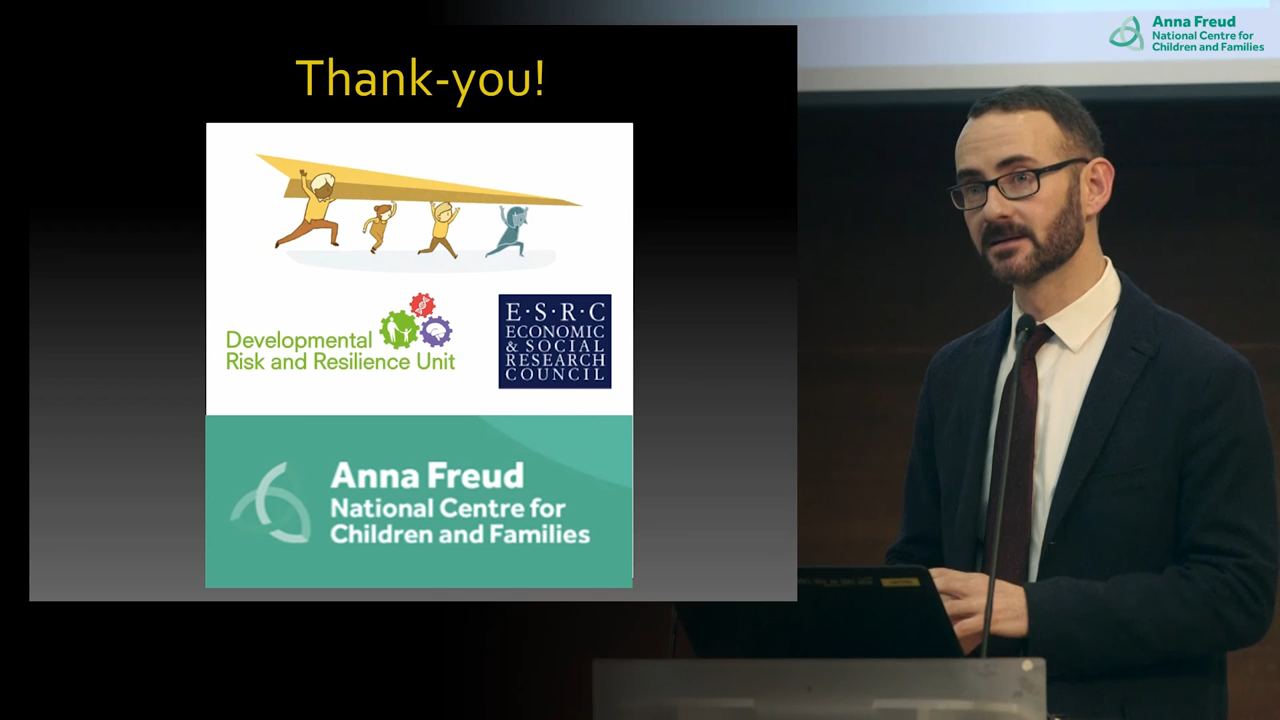 Thank-you!
Developmental
Risk and Resilience Unit
E·S·R·C
ECONOMIC
& SOCIAL
RESEARCH
COUNCIL
Anna Freud
National Centre for
Children and Families
Anna Freud
National Centre for
Children and Families